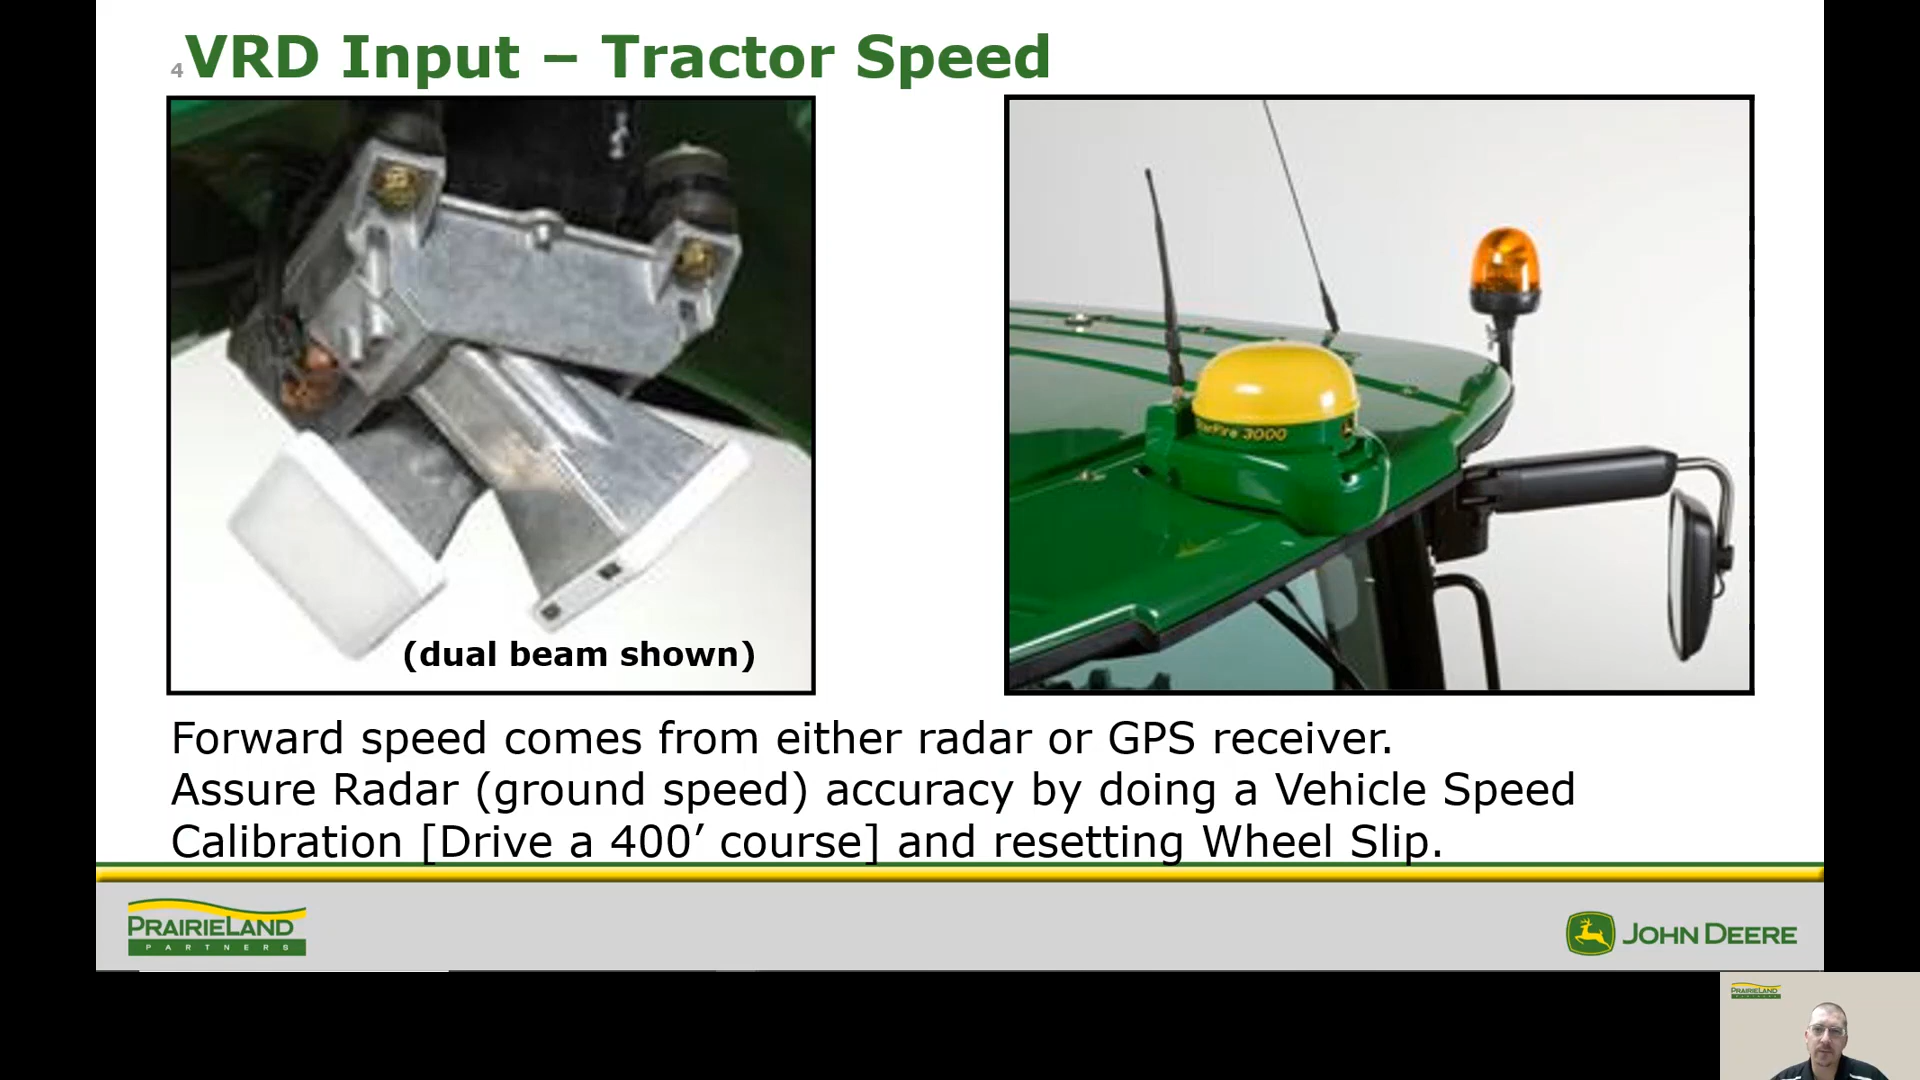 4
VRD Input – Tractor Speed
StarFire 3000
(dual beam shown)
Forward speed comes from either radar or GPS receiver.
Assure Radar (ground speed) accuracy by doing a Vehicle Speed
Calibration [Drive a 400’ course] and resetting Wheel Slip.
PRAIRIELAND
PARTNERS
JOHN DEERE
PRAIRIELAND
PARTNERS